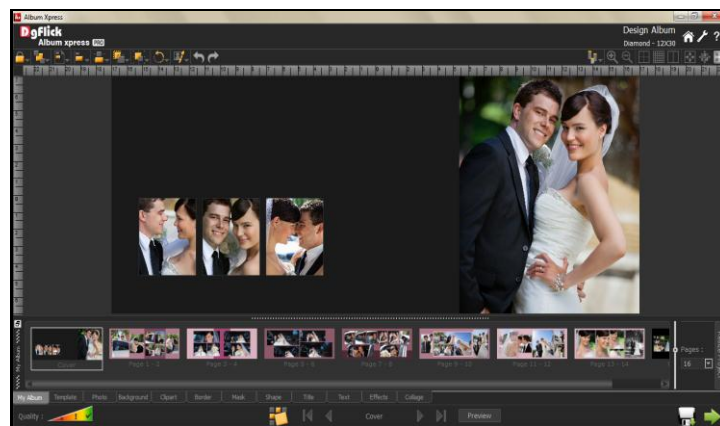 Album Xpress
DgFlick
Album xpress PRO
Design Album
Diamond - 12X30
?
My Album
Cover
Page 1 - 2
Page 3 - 4
Page 5 - 6
Page 7 - 8
Page 9 - 10
Page 11 - 12
Page 13 - 14
Pages :
16
My Album Template Photo Background Clipart Border Mask Shape Title Text Effects Collage
Quality :
Cover
Preview